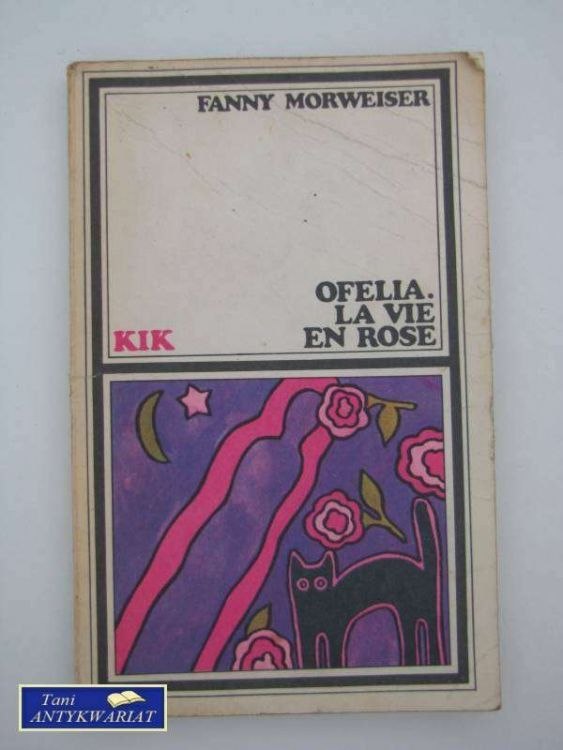 FANNY MORWEISER
OFELIA.
LA VIE
EN ROSE
KIK
Tani
ANTYKWARIAT